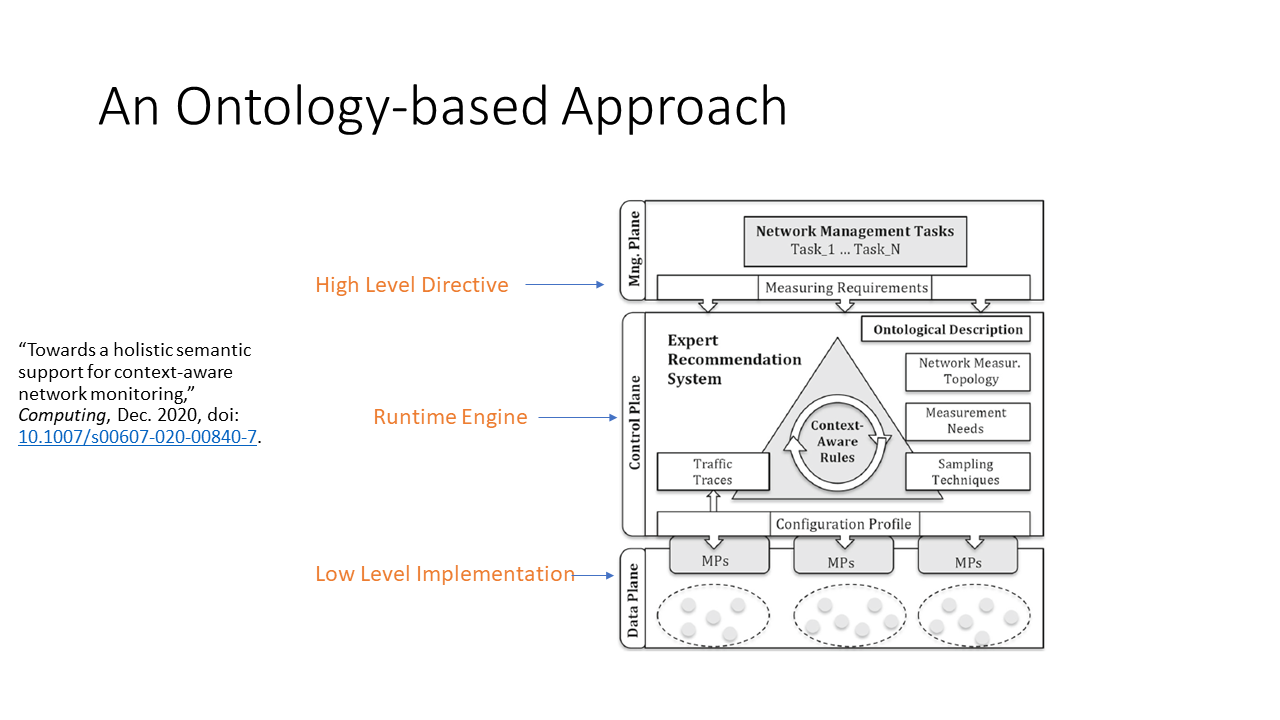 An Ontology-based Approach
High Level Directive
Runtime Engine
Low Level Implementation
“Towards a holistic semantic
support for context-aware
network monitoring,”
Computing, Dec. 2020, doi:
10.1007/s00607-020-00840-7.
Mng. Plane
Network Management Tasks
Task_1 ... Task_N
Measuring Requirements
Control Plane
Expert
Recommendation
System
Ontological Description
Network Measur.
Topology
Measurement
Needs
Context-
Aware
Rules
Traffic
Traces
Sampling
Techniques
Configuration Profile
Data Plane
MPs
MPs
MPs